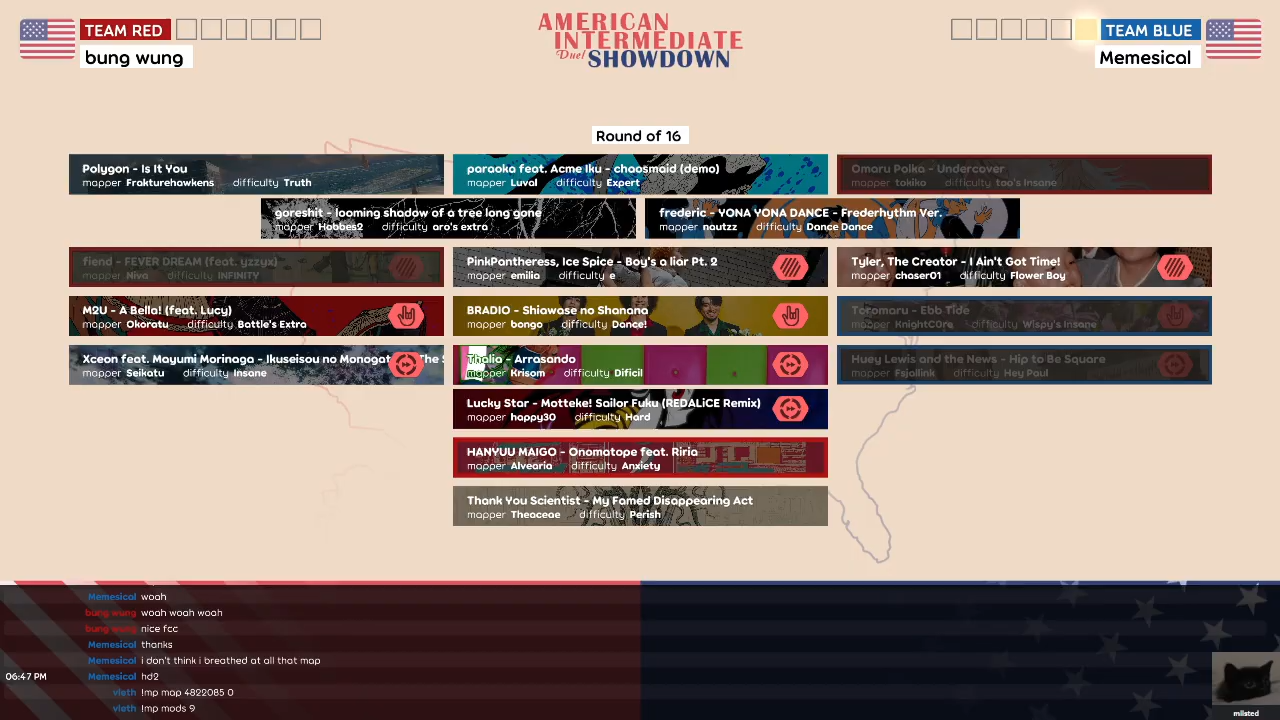 TEAM RED
bung wung
AMERICAN
INTERMEDIATE
Duel SHOWDOWN
TEAM BLUE
Memesical
Round of 16
Polygon - Is It You
mapper Frakturehawkens difficulty Truth
paraoka feat. Acme Iku - chaosmaid (demo)
mapper Luval difficulty Expert
Omaru Polka - Undercover
mapper tokiko difficulty tao's Insane
goreshit - looming shadow of a tree long gone
mapper Hobbes2 difficulty aro's extra
frederic - YONA YONA DANCE - Frederhythm Ver.
mapper nautzz difficulty Dance Dance
fiend - FEVER DREAM (feat. yzzyx)
mapper Niva difficulty INFINITY
PinkPantheress, Ice Spice - Boy's a liar Pt. 2
mapper emilia difficulty e
Tyler, The Creator - I Ain't Got Time!
mapper chaser01 difficulty Flower Boy
M2U - A Bella! (feat. Lucy)
mapper Okoratu difficulty Battle's Extra
BRADIO - Shiawase no Shanana
mapper bongo difficulty Dance!
Toromaru - Ebb Tide
mapper KnightC0re difficulty Wispy's Insane
Xceon feat. Mayumi Morinaga - Ikuseisou no Monogat The S
mapper Seikatu difficulty Insane
Thalia - Arrasando
mapper Krisom difficulty Dificil
Huey Lewis and the News - Hip to Be Square
mapper Fsjallink difficulty Hey Paul
Lucky Star - Motteke! Sailor Fuku (REDALiCE Remix)
mapper happy30 difficulty Hard
HANYUU MAIGO - Onomatope feat. Riria
mapper Alvearia difficulty Anxiety
Thank You Scientist - My Famed Disappearing Act
mapper Theaceae difficulty Perish
Memesical woah
bung wung woah woah woah
bung wung nice fcc
Memesical thanks
Memesical i don't think i breathed at all that map
06:47 PM Memesical hd2
vleth !mp map 4822085 0
vleth !mp mods 9
milsted